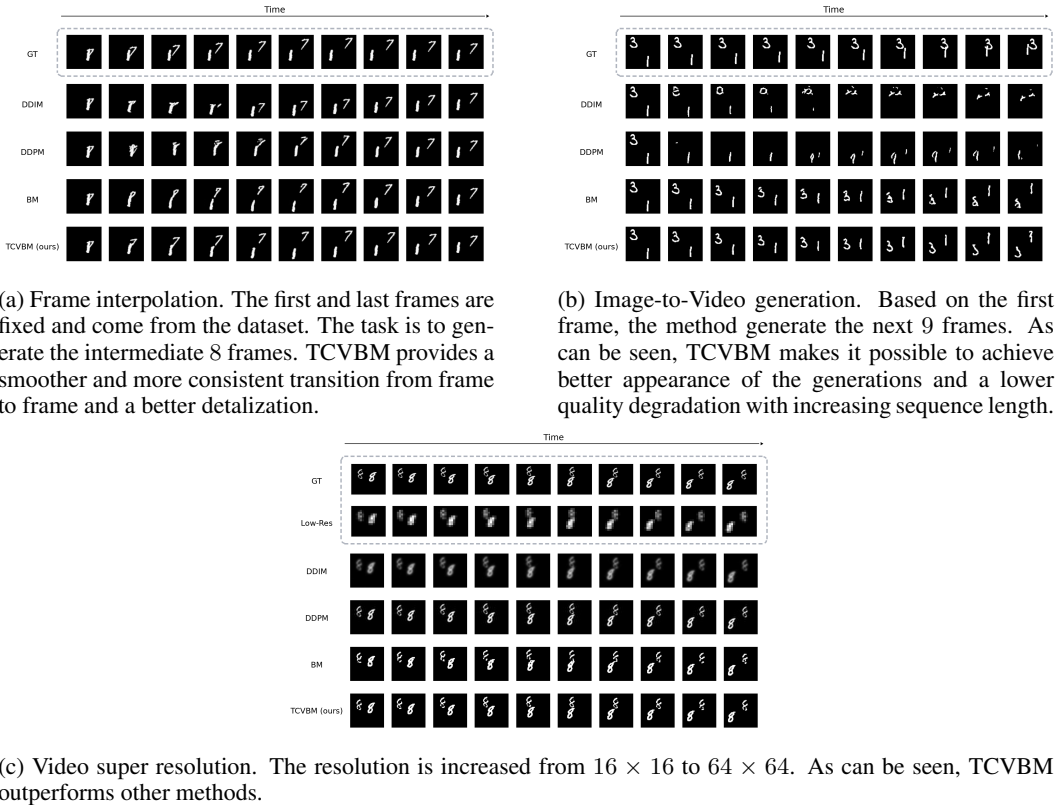 Time
GT
DDIM
DDPM
BM
TCVBM (ours)
(a) Frame interpolation. The first and last frames are
fixed and come from the dataset. The task is to gen-
erate the intermediate 8 frames. TCVBM provides a
smoother and more consistent transition from frame
to frame and a better detalization.
Time
GT
DDIM
DDPM
BM
TCVBM (ours)
(b) Image-to-Video generation. Based on the first
frame, the method generate the next 9 frames. As
can be seen, TCVBM makes it possible to achieve
better appearance of the generations and a lower
quality degradation with increasing sequence length.
Time
GT
Low-Res
DDIM
DDPM
BM
TCVBM (ours)
(c) Video super resolution. The resolution is increased from 16 × 16 to 64 × 64. As can be seen, TCVBM
outperforms other methods.